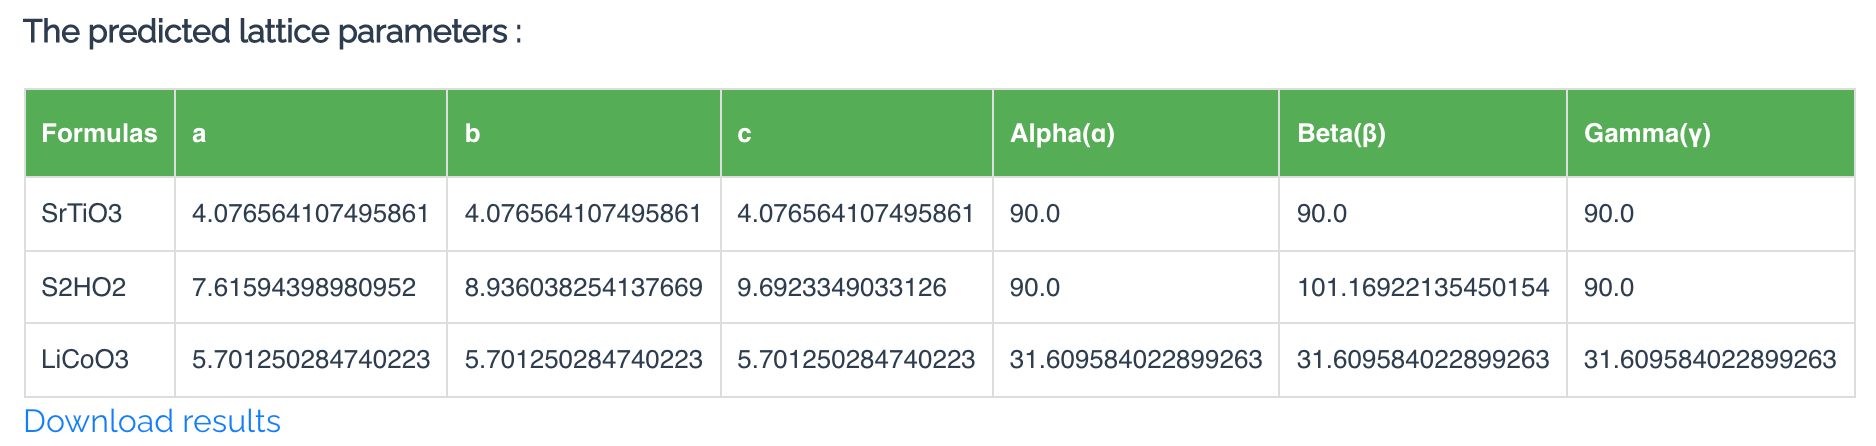 The predicted lattice parameters :
Formulas a b c Alpha(α) Beta(β) Gamma(γ)
SrTiO3 4.076564107495861 4.076564107495861 4.076564107495861 90.0 90.0 90.0
S2HO2 7.61594398980952 8.936038254137669 9.6923349033126 90.0 101.16922135450154 90.0
LiCoO3 5.701250284740223 5.701250284740223 5.701250284740223 31.609584022899263 31.609584022899263 31.609584022899263
Download results